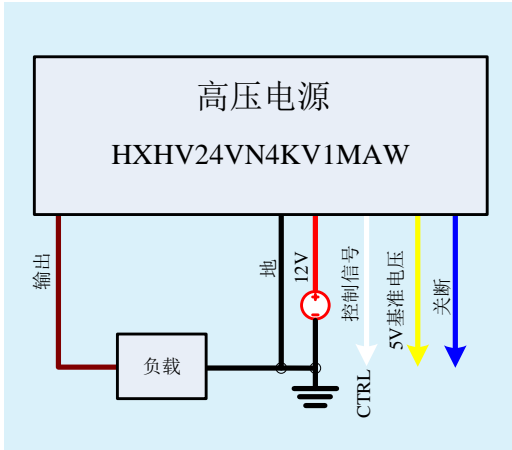 高压电源
HXHV24VN4KV1MAW
输出
地
12V
控制信号
5V基准电压
关断
负载
CTRL